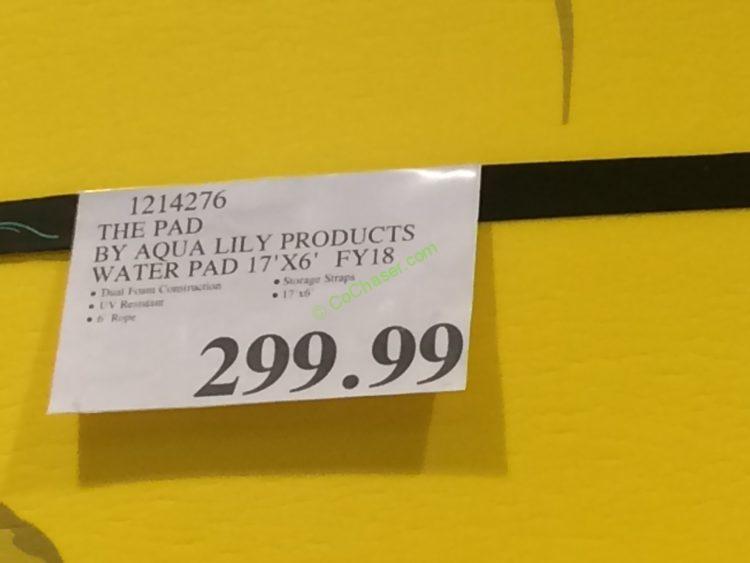 1214276
THE PAD
BY AQUA LILY PRODUCTS
WATER PAD 17'X6' FY18
• Dual Foam Construction
• UV Resistant
• 6' Rope
• Storage Straps
• 17'x6'
299.99
© CoChaser.com